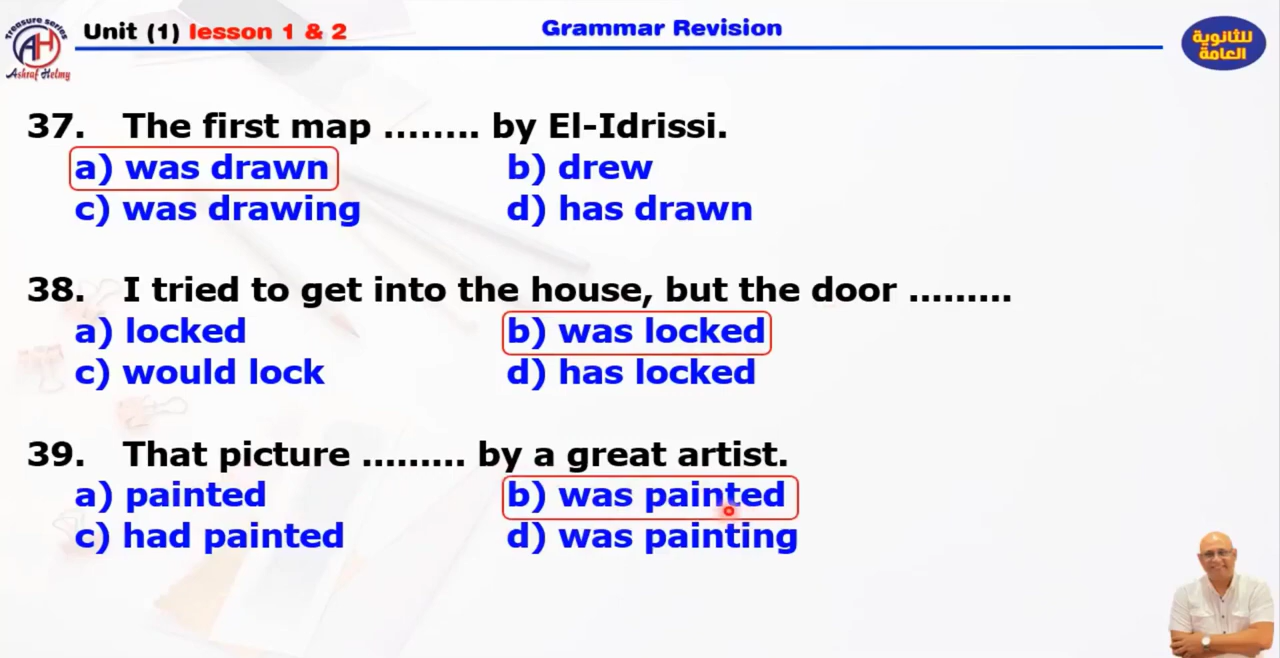 Treasure series
AH
Ashraf Helmy
Unit (1) lesson 1 & 2
Grammar Revision
للثانوية
العامة
37. The first map ........ by El-Idrissi.
a) was drawn b) drew
c) was drawing d) has drawn
38. I tried to get into the house, but the door .........
a) locked b) was locked
c) would lock d) has locked
39. That picture ......... by a great artist.
a) painted b) was painted
c) had painted d) was painting